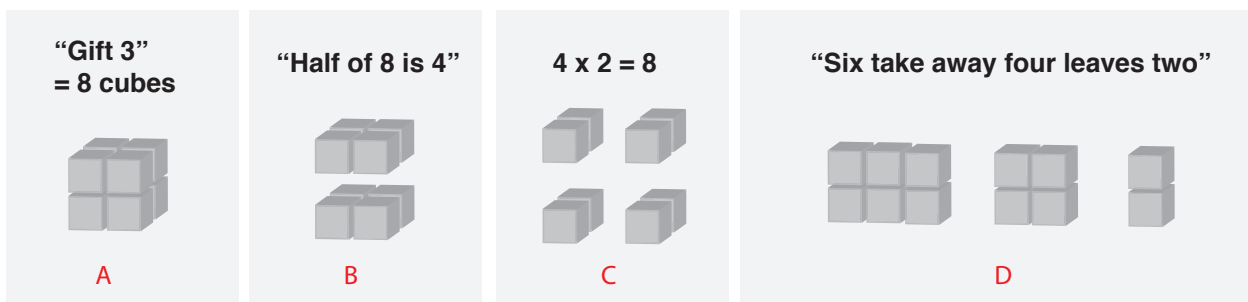 “Gift 3”
= 8 cubes
A
“Half of 8 is 4”
B
4 x 2 = 8
C
“Six take away four leaves two”
D